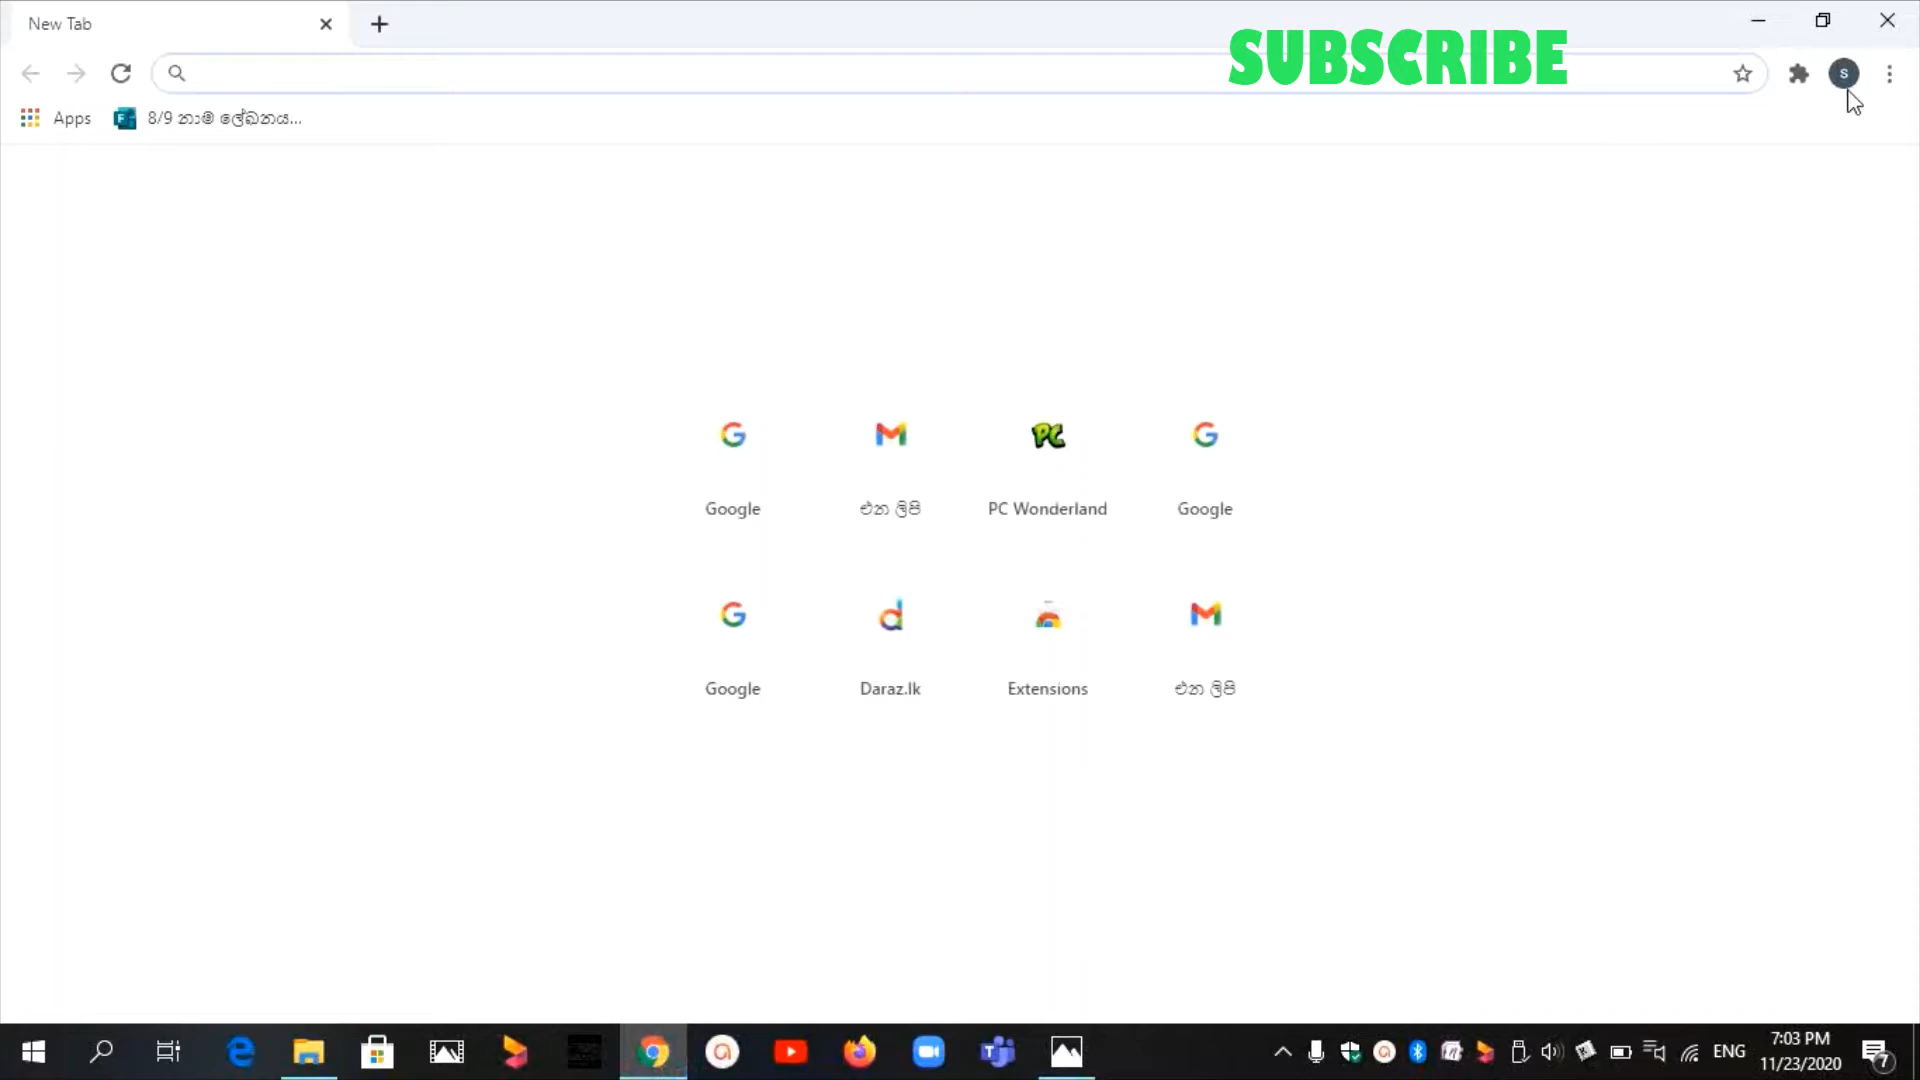 New Tab
SUBSCRIBE
S
Apps
8/9 නාම ලේඛනය...
Google
එන ලිපි
PC Wonderland
Google
Google
Daraz.lk
Extensions
එන ලිපි
ENG
7:03 PM
11/23/2020
7